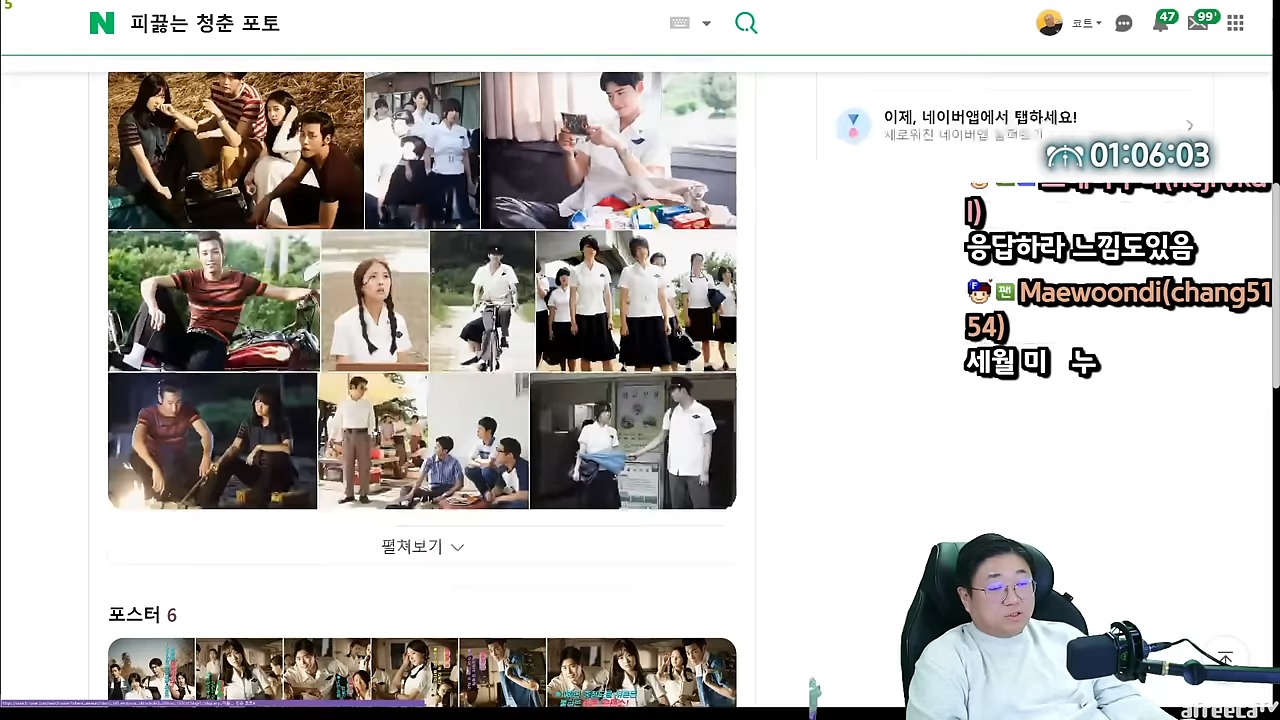 5
N 피끓는 청춘 포토
코트
47
99+
이제, 네이버앱에서 탭하세요!
01:06:03
응답하라 느낌도있음
팬 Maewoondi(chang51
54)
세월 미 누
펼쳐보기
포스터 6
afreecaTV